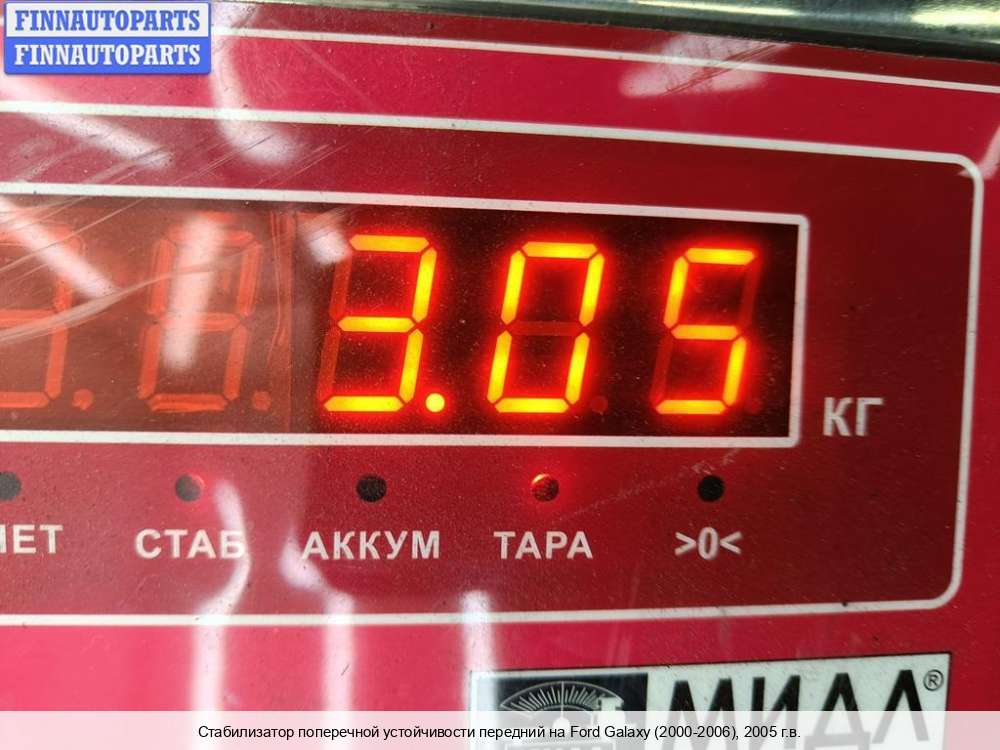 FINNAUTOPARTS
FINNAUTOPARTS
3.05
КГ
СТАБ АККУМ ТАРА >0<
МИДЛ®
Стабилизатор поперечной устойчивости передний на Ford Galaxy (2000-2006), 2005 г.в.